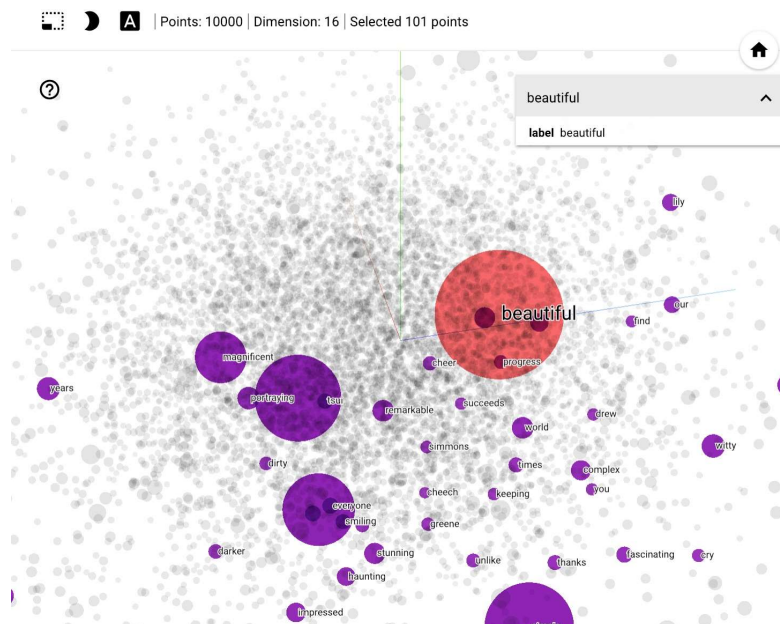 A | Points: 10000 | Dimension: 16 | Selected 101 points
beautiful
label beautiful
lily
our
find
beautiful
progress
cheer
magnificent
portraying
tsui
years
remarkable
succeeds
drew
world
simmons
witty
dirty
times
complex
cheech
keeping
you
everyone
smiling
greene
darker
stunning
unlike
thanks
fascinating
cry
haunting
impressed